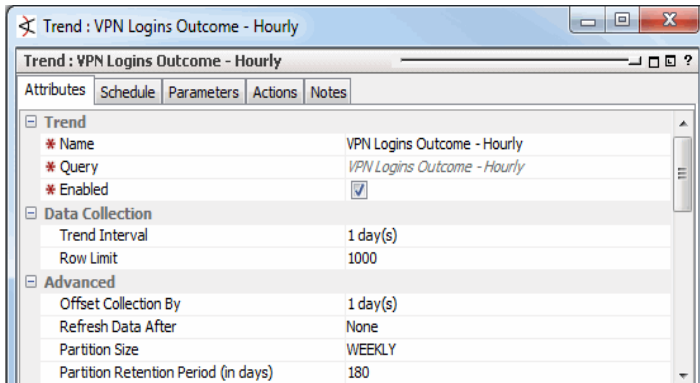 Trend : VPN Logins Outcome - Hourly
Trend : VPN Logins Outcome - Hourly ?
Attributes Schedule Parameters Actions Notes
Trend
* Name VPN Logins Outcome - Hourly
* Query VPN Logins Outcome - Hourly
* Enabled
Data Collection
Trend Interval 1 day(s)
Row Limit 1000
Advanced
Offset Collection By 1 day(s)
Refresh Data After None
Partition Size WEEKLY
Partition Retention Period (in days) 180